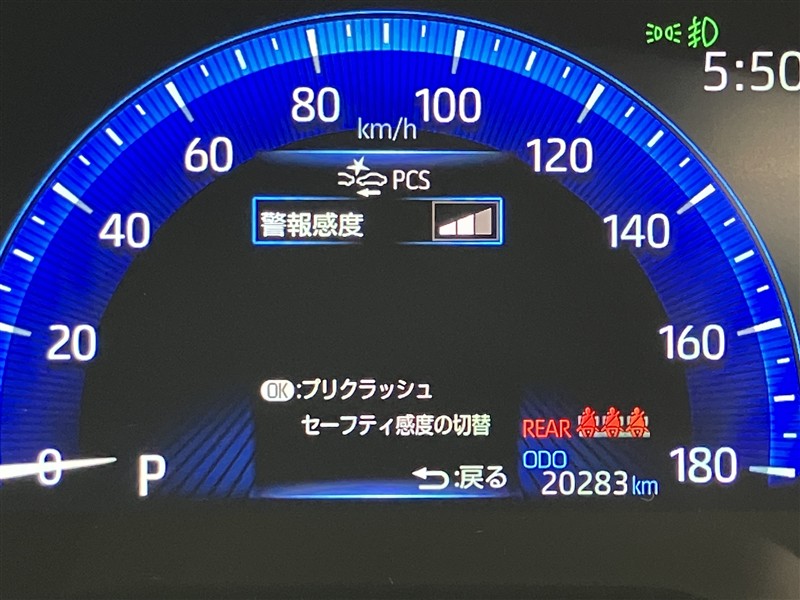 5:50
80 100
km/h
60 120
PCS
40 警報感度 140
20 160
OK:プリクラッシュ
セーフティ感度の切替
REAR
0 P ODO 180
:戻る 20283km